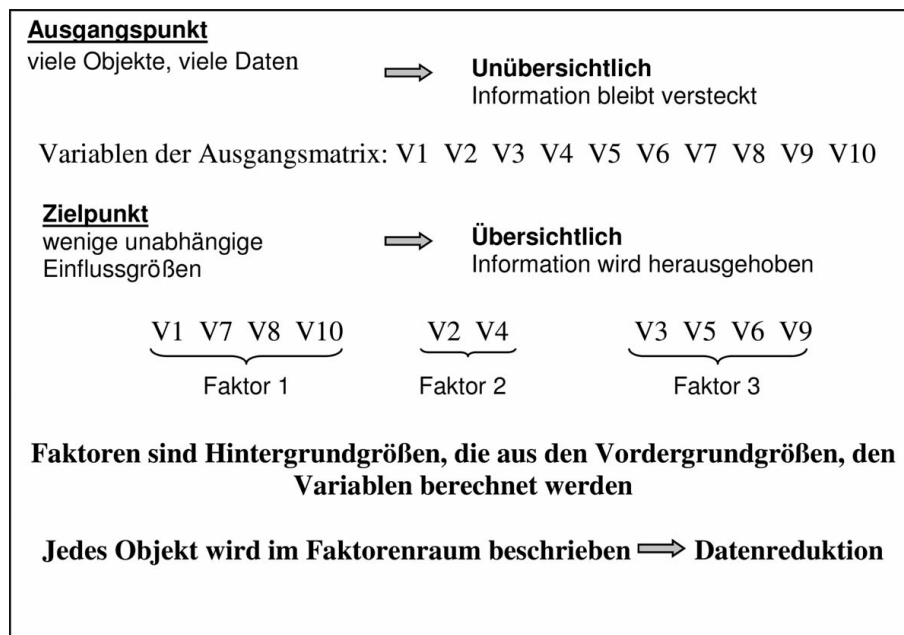 Ausgangspunkt
viele Objekte, viele Daten
Unübersichtlich
Information bleibt versteckt
Variablen der Ausgangsmatrix: V1 V2 V3 V4 V5 V6 V7 V8 V9 V10
Zielpunkt
wenige unabhängige
Einflussgrößen
Übersichtlich
Information wird herausgehoben
V1 V7 V8 V10 V2 V4 V3 V5 V6 V9
Faktor 1 Faktor 2 Faktor 3
Faktoren sind Hintergrundgrößen, die aus den Vordergrundgrößen, den
Variablen berechnet werden
Jedes Objekt wird im Faktorenraum beschrieben Datenreduktion